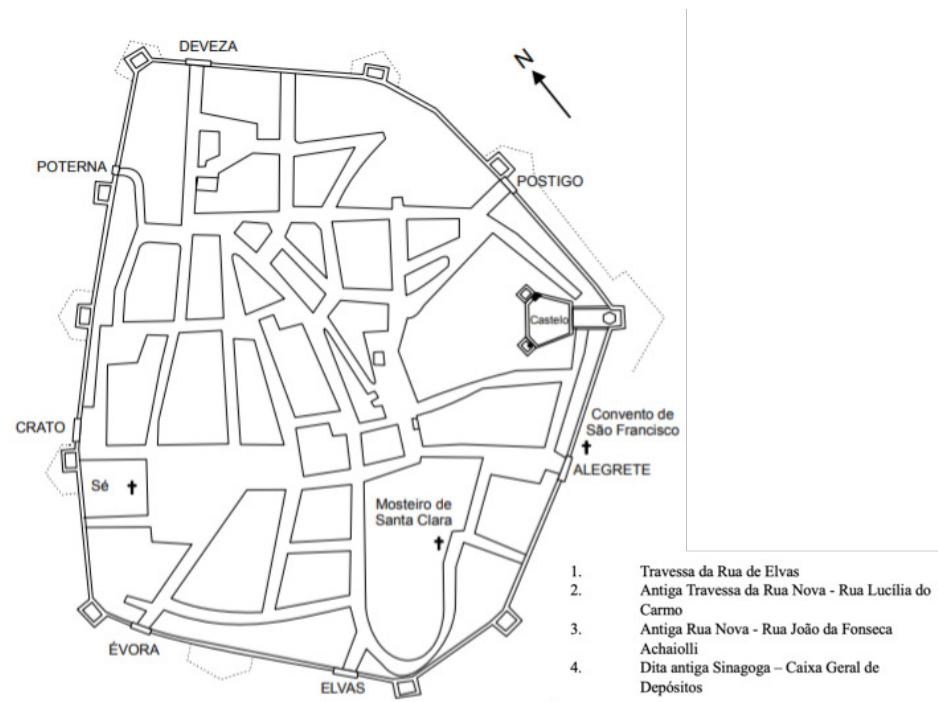 DEVEZA
N
POTERNA
POSTIGO
Castelo
CRATO
Convento de
São Francisco
ALEGRETE
Sé
Mosteiro de
Santa Clara
ÉVORA
ELVAS
1. Travessa da Rua de Elvas
2. Antiga Travessa da Rua Nova - Rua Lucília do
Carmo
3. Antiga Rua Nova - Rua João da Fonseca
Achaiolli
4. Dita antiga Sinagoga – Caixa Geral de
Depósitos